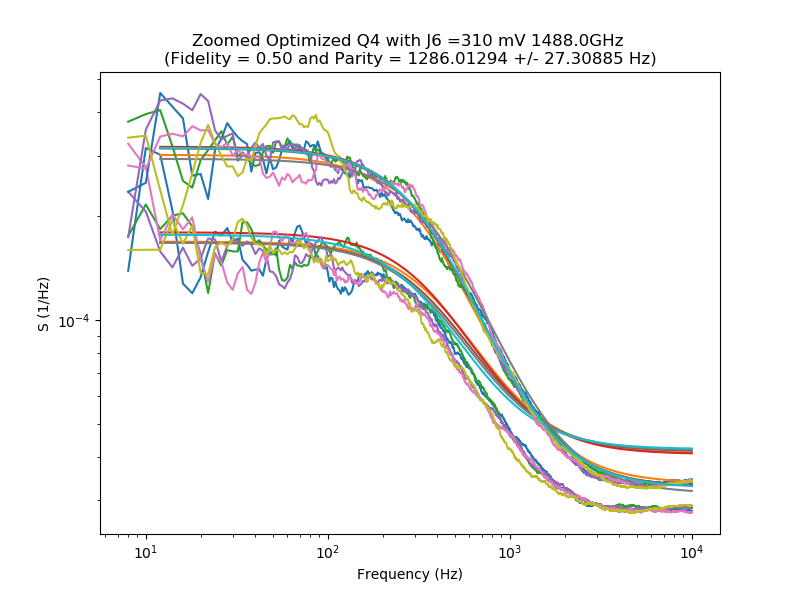 Zoomed Optimized Q4 with J6 =310 mV 1488.0GHz
(Fidelity = 0.50 and Parity = 1286.01294 +/- 27.30885 Hz)
S (1/Hz)
10⁻⁴
10¹ 10² 10³ 10⁴
Frequency (Hz)